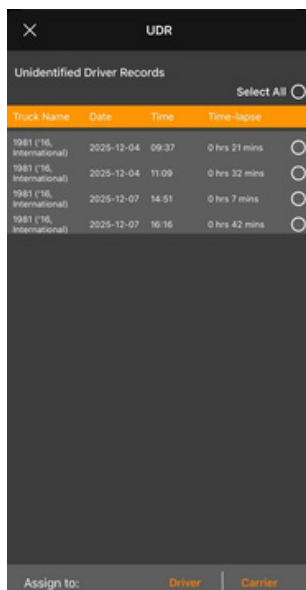 UDR
Unidentified Driver Records
Select All
Truck Name Date Time Time-lapse
1981 ('16,
International) 2025-12-04 09:37 0 hrs 21 mins
1981 ('16,
International) 2025-12-04 11:09 0 hrs 32 mins
1981 ('16,
International) 2025-12-07 14:51 0 hrs 7 mins
1981 ('16,
International) 2025-12-07 16:16 0 hrs 42 mins
Assign to: Driver Carrier